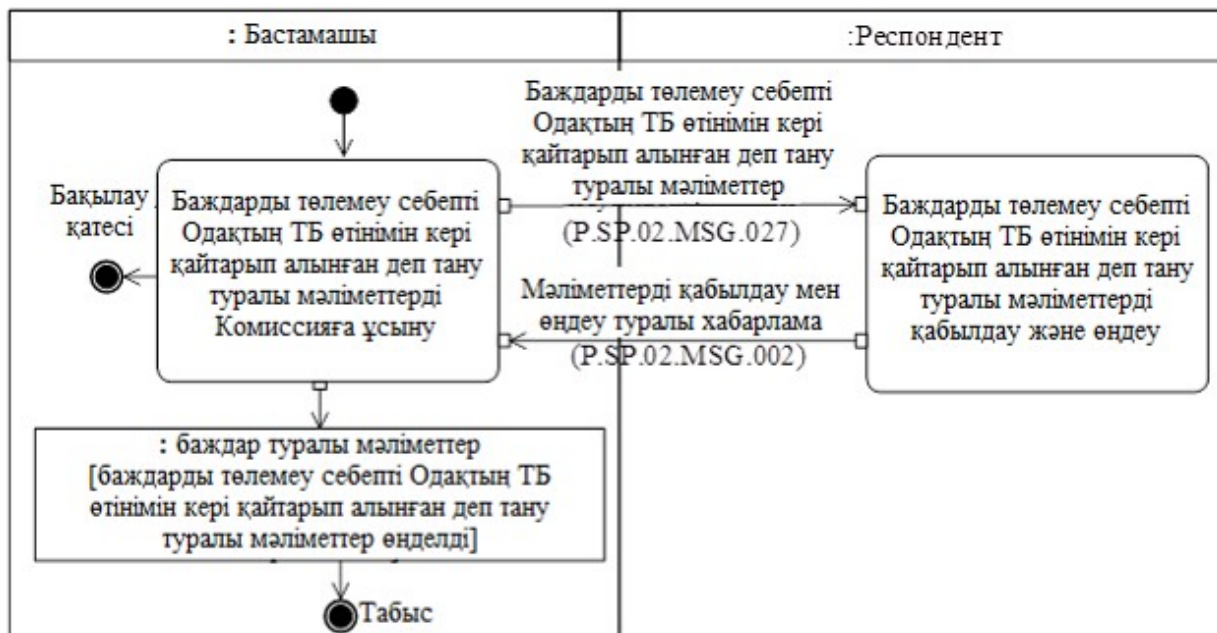 : Бастамашы
:Респондент
Баждарды төлемеу себепті
Одақтың ТБ өтінімін кері
қайтарып алынған деп тану
туралы мәліметтер
(P.SP.02.MSG.027)
Бақылау
қатесі
Баждарды төлемеу себепті
Одақтың ТБ өтінімін кері
қайтарып алынған деп тану
туралы мәліметтерді
Комиссияға ұсыну
Баждарды төлемеу себепті
Одақтың ТБ өтінімін кері
қайтарып алынған деп тану
туралы мәліметтерді
қабылдау және өңдеу
Мәліметтерді қабылдау мен
өңдеу туралы хабарлама
(P.SP.02.MSG.002)
: баждар туралы мәліметтер
[баждарды төлемеу себепті Одақтың ТБ
өтінімін кері қайтарып алынған деп тану
туралы мәліметтер өңделді]
Табыс